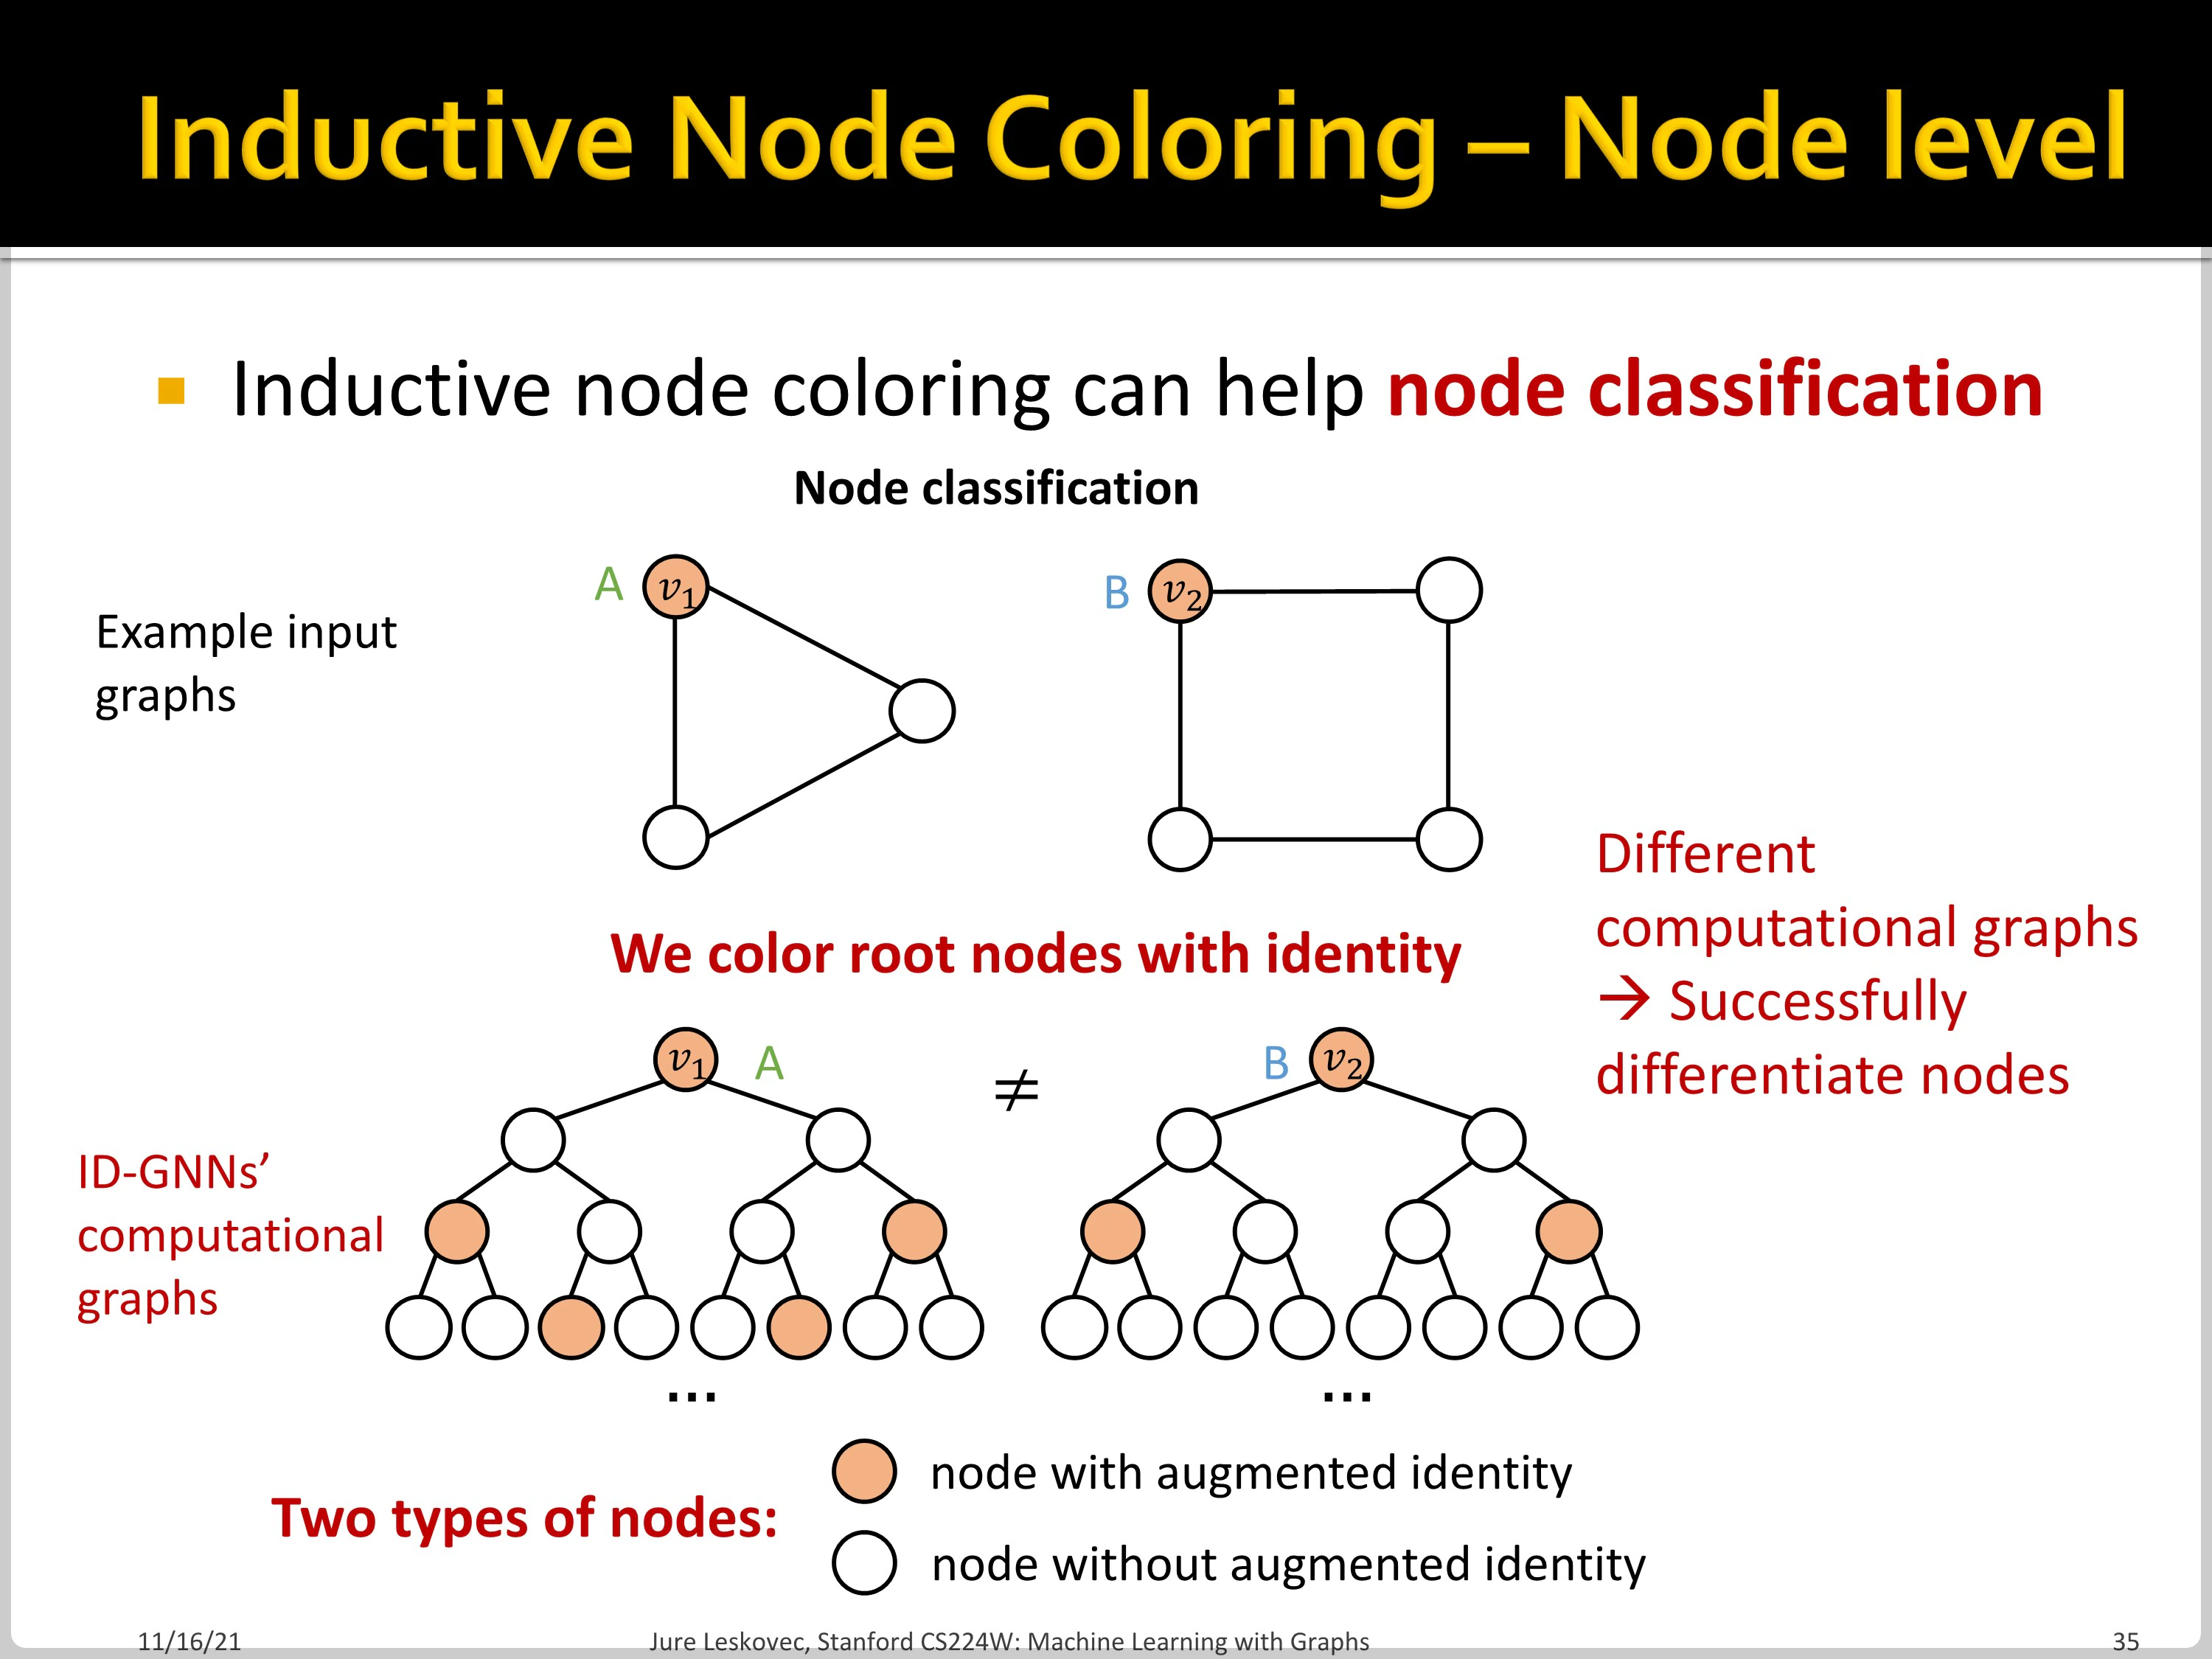 Inductive Node Coloring – Node level
▪ Inductive node coloring can help node classification
Node classification
Example input
graphs
A
v₁
B
v₂
We color root nodes with identity
Different
computational graphs
→ Successfully
differentiate nodes
v₁
A
≠
B
v₂
ID-GNNs’
computational
graphs
...
...
Two types of nodes:
node with augmented identity
node without augmented identity
11/16/21
Jure Leskovec, Stanford CS224W: Machine Learning with Graphs
35